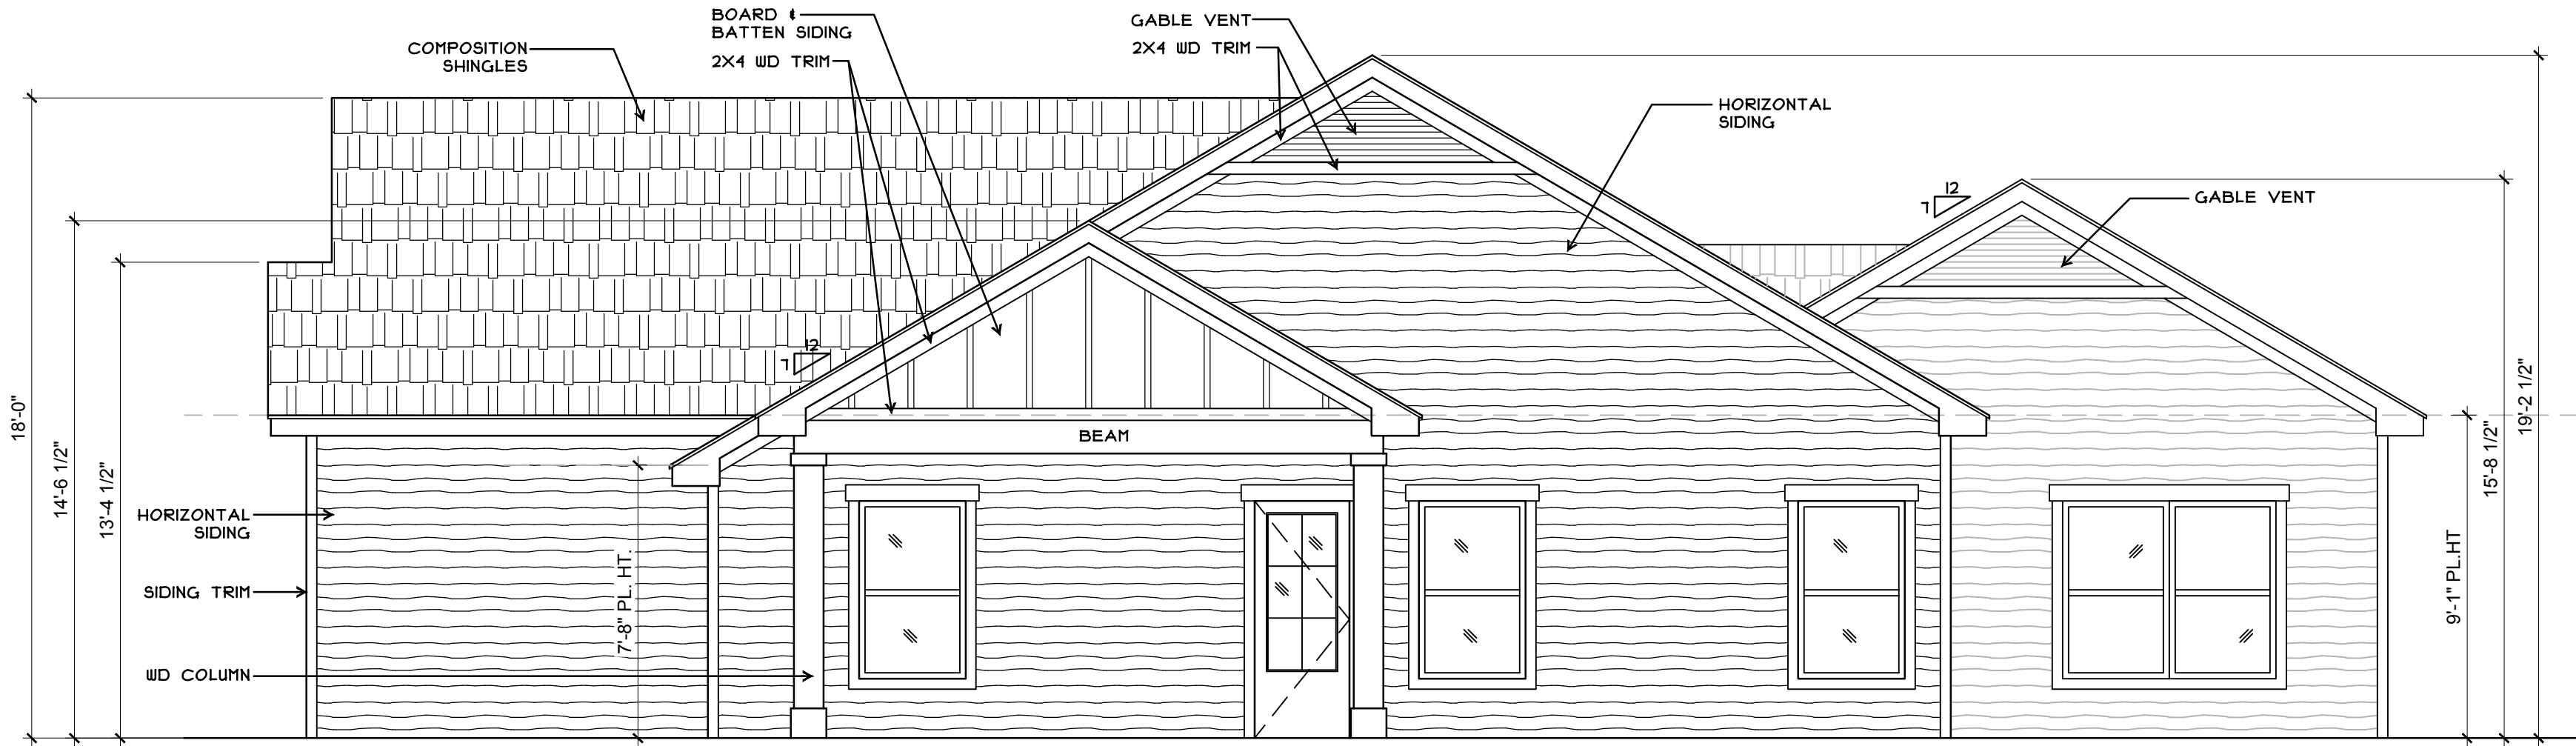 BOARD &
BATTEN SIDING
2X4 WD TRIM
GABLE VENT
2X4 WD TRIM
COMPOSITION
SHINGLES
HORIZONTAL
SIDING
12
7
GABLE VENT
12
7
BEAM
18'-0"
14'-6 1/2"
13'-4 1/2"
HORIZONTAL
SIDING
SIDING TRIM
WD COLUMN
7'-8" PL. HT.
9'-1" PL.HT
15'-8 1/2"
19'-2 1/2"